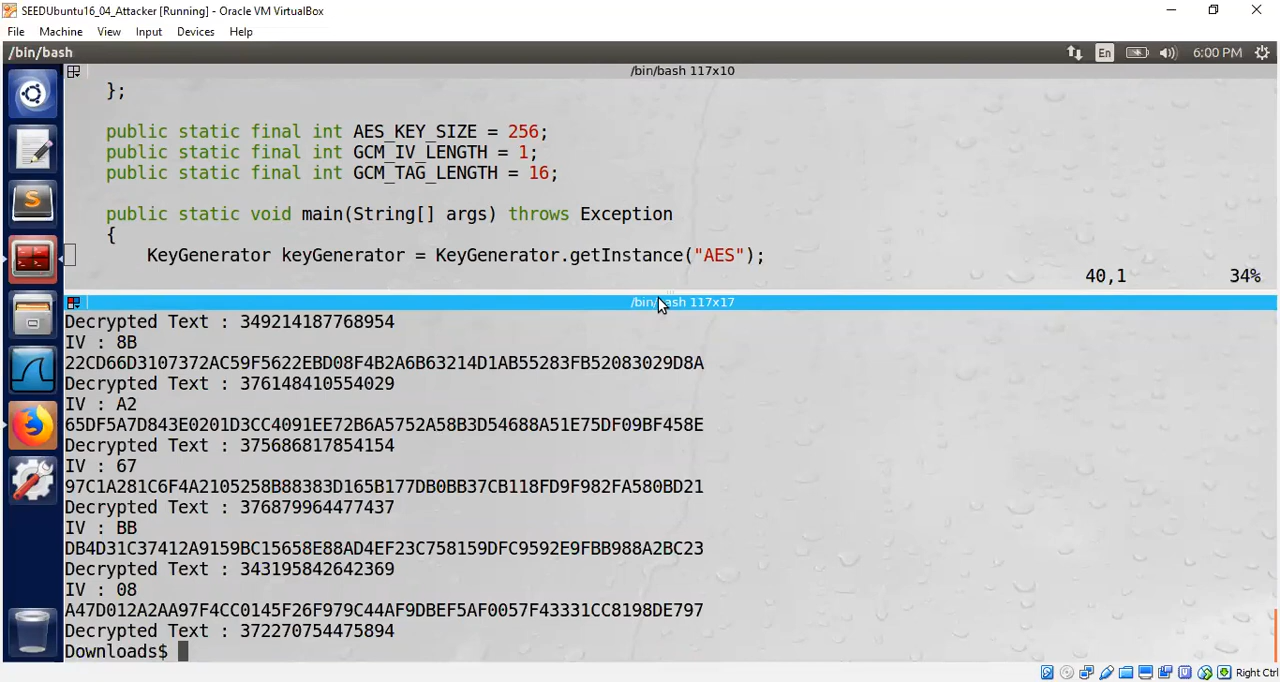 SEEDUbuntu16_04_Attacker [Running] - Oracle VM VirtualBox
File Machine View Input Devices Help
/bin/bash En 6:00 PM
/bin/bash 117x10
};
public static final int AES_KEY_SIZE = 256;
public static final int GCM_IV_LENGTH = 1;
public static final int GCM_TAG_LENGTH = 16;
public static void main(String[] args) throws Exception
{
KeyGenerator keyGenerator = KeyGenerator.getInstance("AES");
40,1 34%
/bin/bash 117x17
Decrypted Text : 349214187768954
IV : 8B
22CD66D3107372AC59F5622EBD08F4B2A6B63214D1AB55283FB52083029D8A
Decrypted Text : 376148410554029
IV : A2
65DF5A7D843E0201D3CC4091EE72B6A5752A58B3D54688A51E75DF09BF458E
Decrypted Text : 375686817854154
IV : 67
97C1A281C6F4A2105258B88383D165B177DB0BB37CB118FD9F982FA580BD21
Decrypted Text : 376879964477437
IV : BB
DB4D31C37412A9159BC15658E88AD4EF23C758159DFC9592E9FBB988A2BC23
Decrypted Text : 343195842642369
IV : 08
A47D012A2AA97F4CC0145F26F979C44AF9DBEF5AF0057F43331CC8198DE797
Decrypted Text : 372270754475894
Downloads$
Right Ctrl